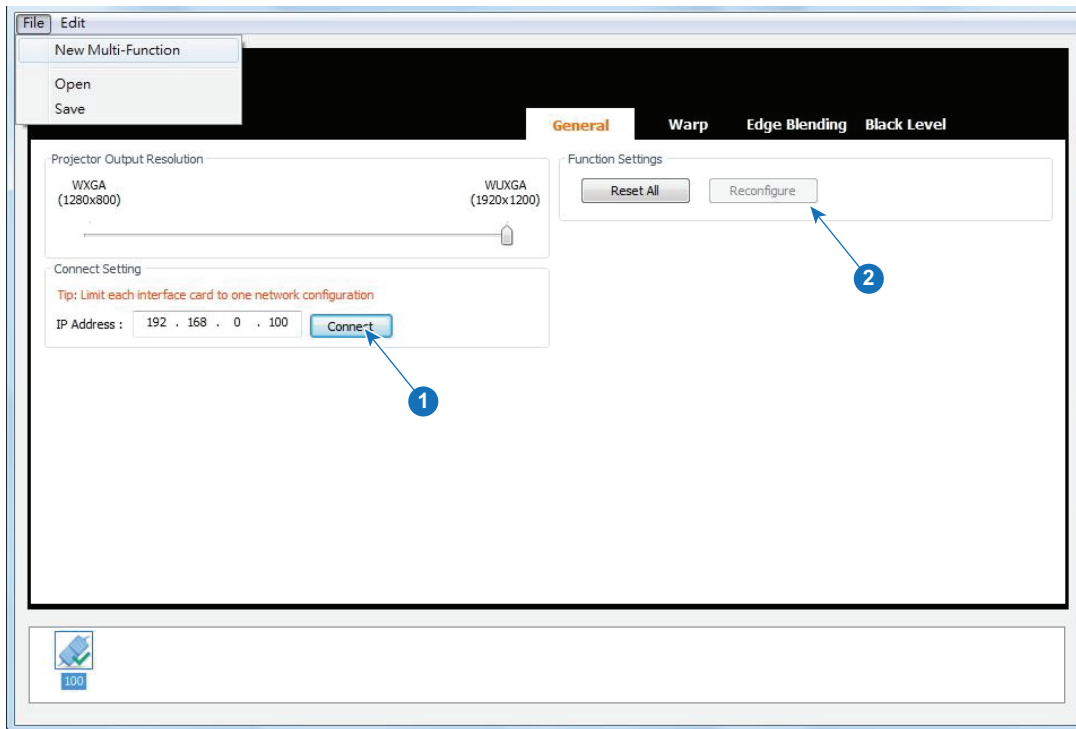 File Edit
New Multi-Function
Open
Save
General Warp Edge Blending Black Level
Projector Output Resolution
WXGA
(1280x800)
WUXGA
(1920x1200)
Function Settings
Reset All Reconfigure
2
Connect Setting
Tip: Limit each interface card to one network configuration
IP Address : 192 . 168 . 0 . 100 Connect
1
100